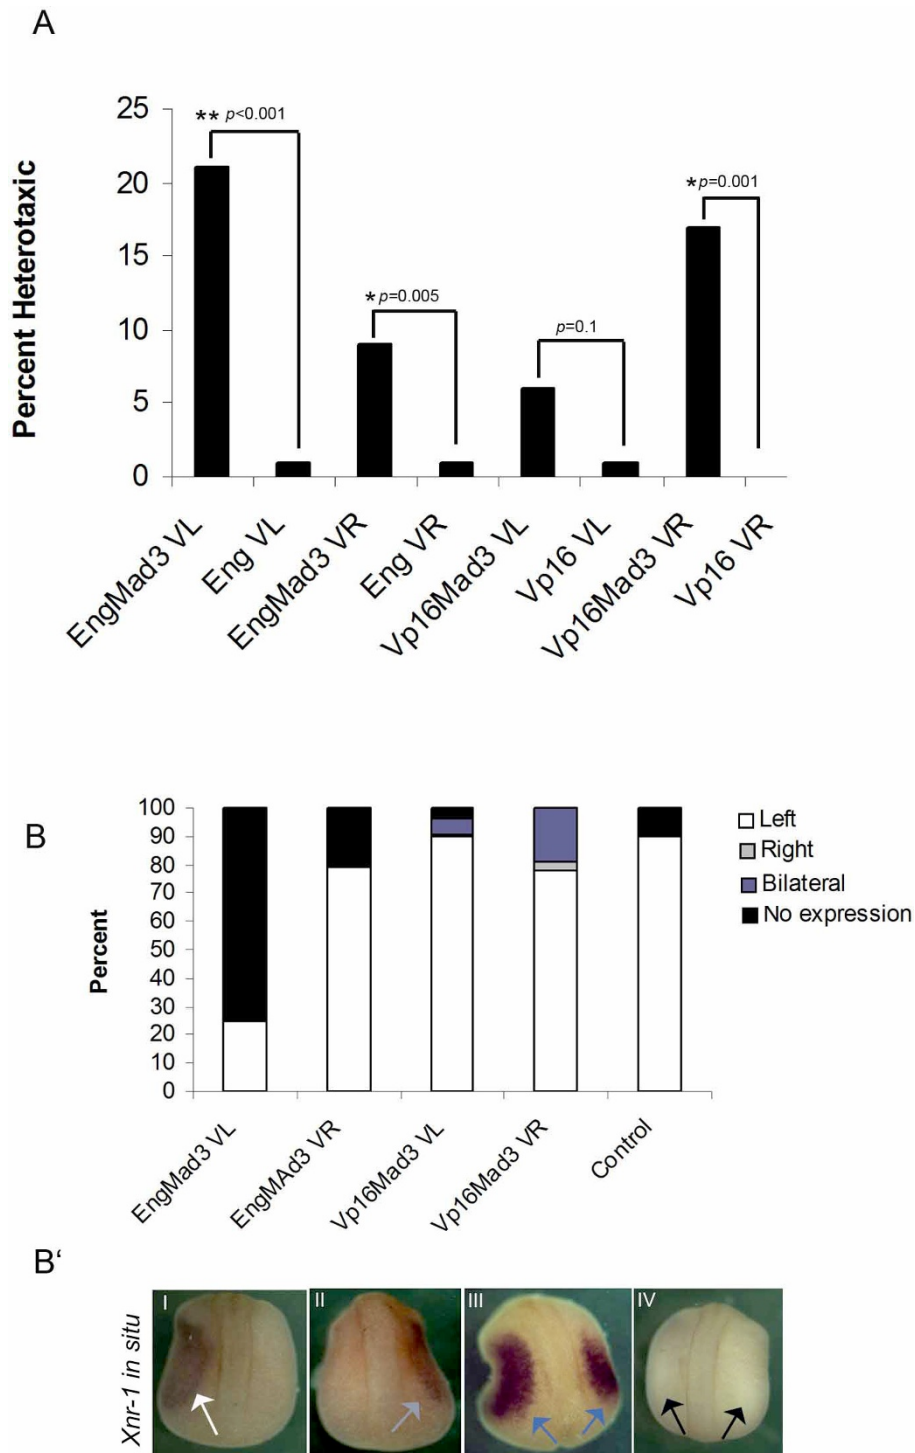 A
Percent Heterotaxic
25
20
15
10
5
0
** p<0.001
* p=0.005
p=0.1
* p=0.001
EngMad3 VL
Eng VL
EngMad3 VR
Eng VR
Vp16Mad3 VL
Vp16 VL
Vp16Mad3 VR
Vp16 VR
B
Percent
100
90
80
70
60
50
40
30
20
10
0
EngMad3 VL
EngMAd3 VR
Vp16Mad3 VL
Vp16Mad3 VR
Control
Left
Right
Bilateral
No expression
B‘
Xnr-1 in situ
I
II
III
IV